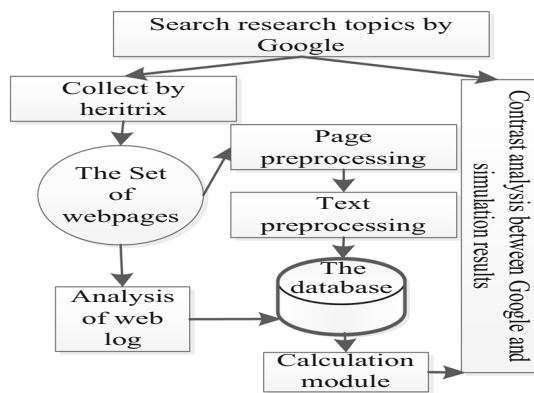 Search research topics by
Google
Collect by
heritrix
The Set
of
webpages
Page
preprocessing
Text
preprocessing
The
database
Analysis
of web
log
Calculation
module
Contrast analysis between Google and
simulation results